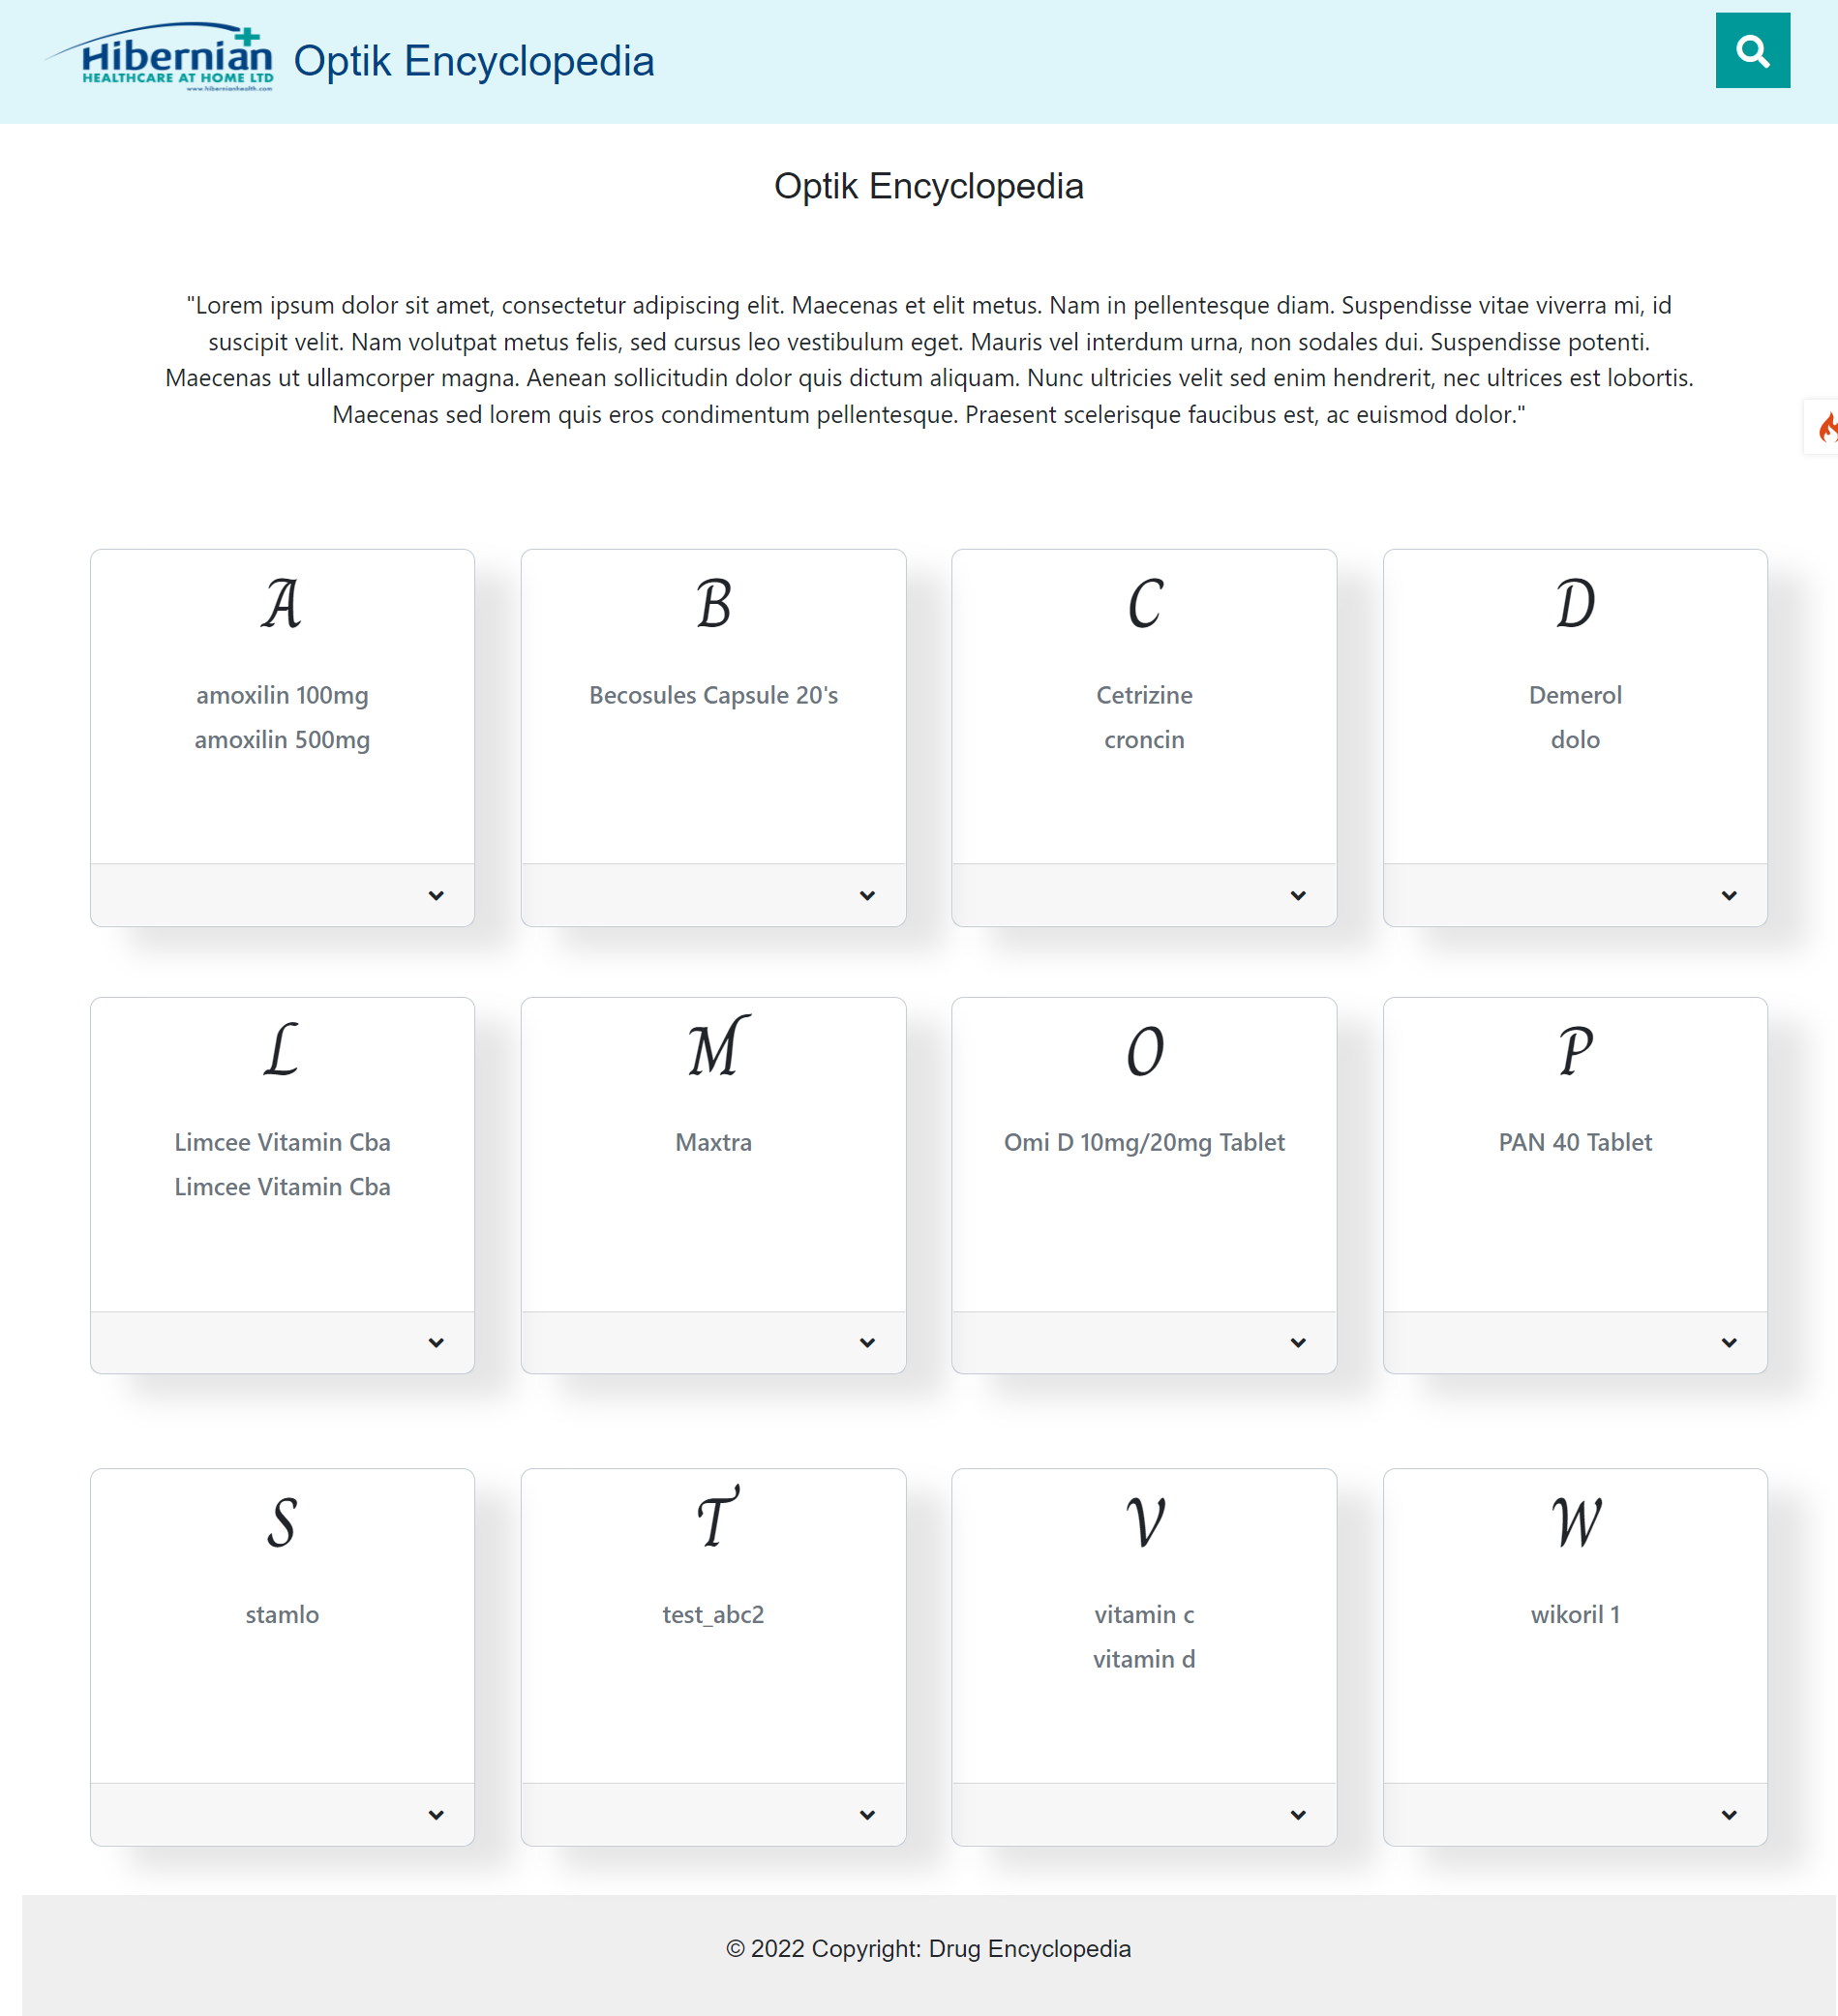 Hibernian
HEALTHCARE AT HOME LTD
www.hibernianhealth.com
Optik Encyclopedia
Optik Encyclopedia
"Lorem ipsum dolor sit amet, consectetur adipiscing elit. Maecenas et elit metus. Nam in pellentesque diam. Suspendisse vitae viverra mi, id
suscipit velit. Nam volutpat metus felis, sed cursus leo vestibulum eget. Mauris vel interdum urna, non sodales dui. Suspendisse potenti.
Maecenas ut ullamcorper magna. Aenean sollicitudin dolor quis dictum aliquam. Nunc ultricies velit sed enim hendrerit, nec ultrices est lobortis.
Maecenas sed lorem quis eros condimentum pellentesque. Praesent scelerisque faucibus est, ac euismod dolor."
A
amoxilin 100mg
amoxilin 500mg
B
Becosules Capsule 20's
C
Cetrizine
croncin
D
Demerol
dolo
L
Limcee Vitamin Cba
Limcee Vitamin Cba
M
Maxtra
O
Omi D 10mg/20mg Tablet
P
PAN 40 Tablet
S
stamlo
T
test_abc2
V
vitamin c
vitamin d
W
wikoril 1
© 2022 Copyright: Drug Encyclopedia